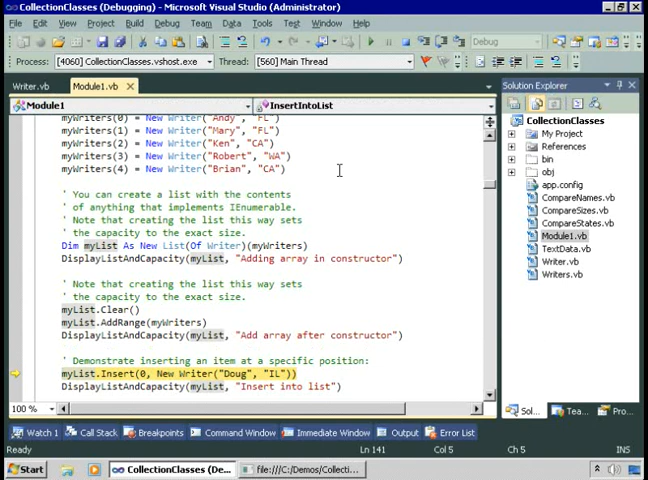 CollectionClasses (Debugging) - Microsoft Visual Studio (Administrator)
File Edit View Project Build Debug Team Data Tools Test Window Help
Debug
Process: [4060] CollectionClasses.vshost.exe Thread: [560] Main Thread
Writer.vb Module1.vb
Module1 InsertIntoList
myWriters(0) = New Writer("Andy", "FL")
myWriters(1) = New Writer("Mary", "FL")
myWriters(2) = New Writer("Ken", "CA")
myWriters(3) = New Writer("Robert", "WA")
myWriters(4) = New Writer("Brian", "CA")
' You can create a list with the contents
' of anything that implements IEnumerable.
' Note that creating the list this way sets
' the capacity to the exact size.
Dim myList As New List(Of Writer)(myWriters)
DisplayListAndCapacity(myList, "Adding array in constructor")
' Note that creating the list this way sets
' the capacity to the exact size.
myList.Clear()
myList.AddRange(myWriters)
DisplayListAndCapacity(myList, "Add array after constructor")
' Demonstrate inserting an item at a specific position:
myList.Insert(0, New Writer("Doug", "IL"))
DisplayListAndCapacity(myList, "Insert into list")
100 %
Solution Explorer
CollectionClasses
My Project
References
bin
obj
app.config
CompareNames.vb
CompareSizes.vb
CompareStates.vb
Module1.vb
TextData.vb
Writer.vb
Writers.vb
Sol... Tea... Pro...
Watch 1 Call Stack Breakpoints Command Window Immediate Window Output Error List
Ready Ln 141 Col 5 Ch 5 INS
Start CollectionClasses (De... file:///C:/Demos/Collecti...